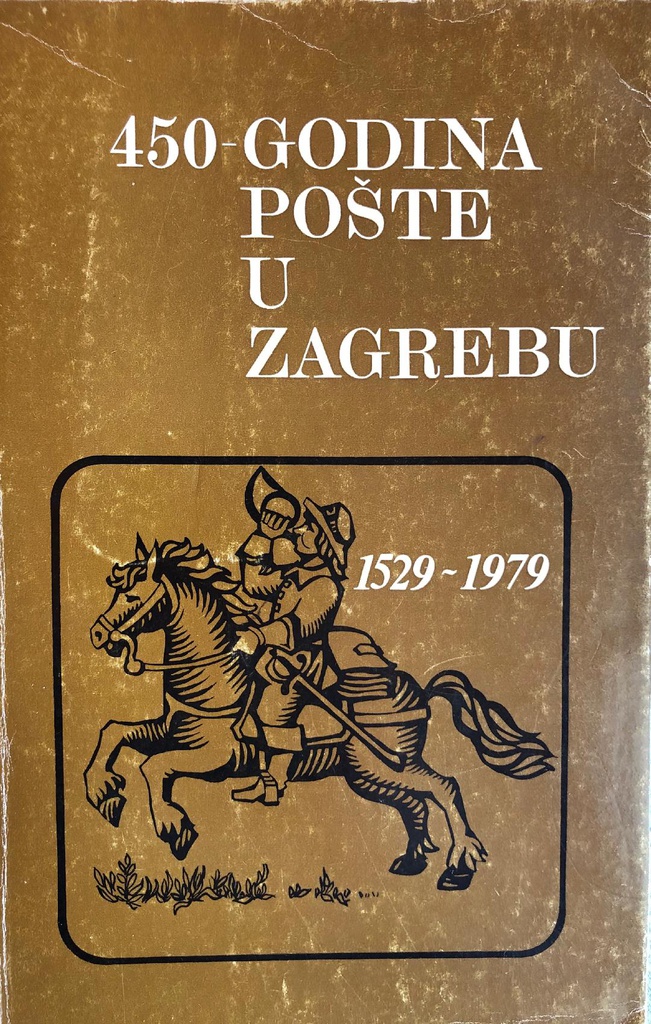 450-GODINA
POŠTE
U
ZAGREBU
1529~1979